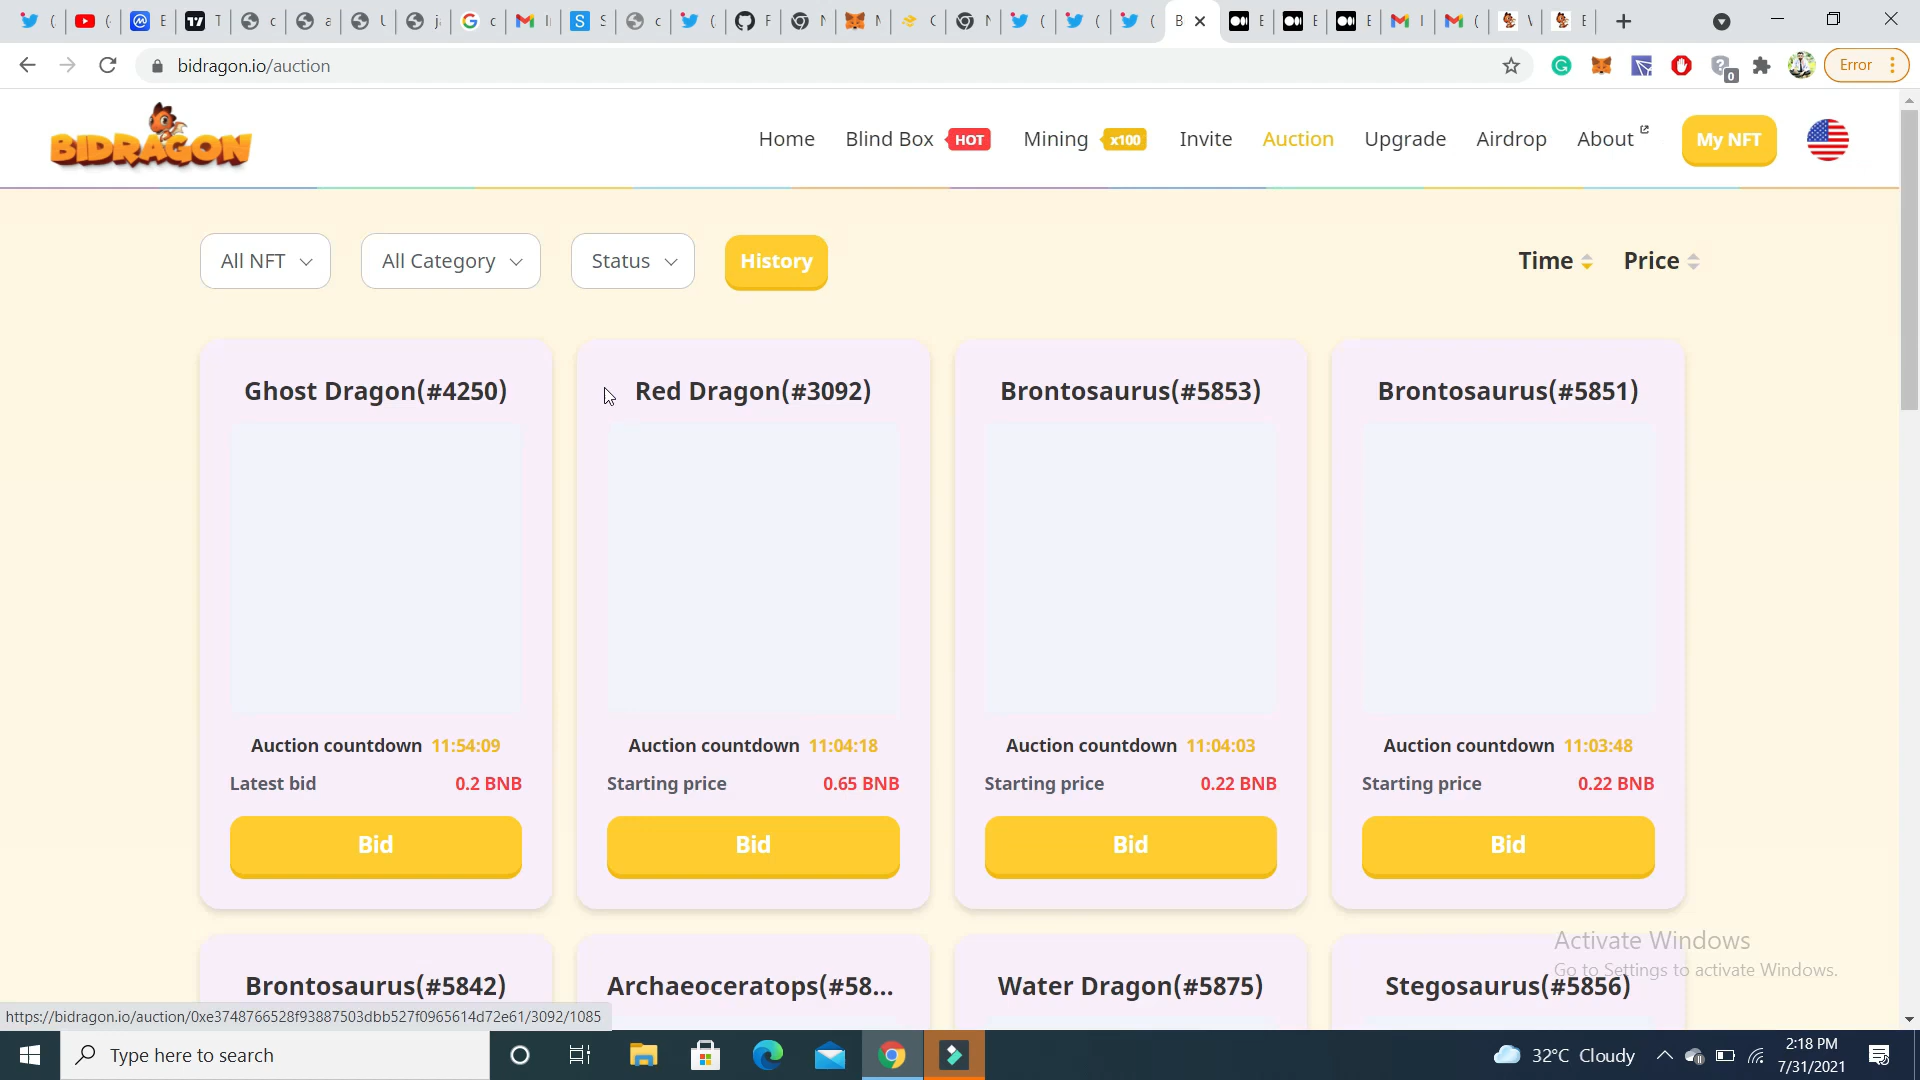 bidragon.io/auction
Error
BIDRAGON
Home
Blind Box HOT
Mining x100
Invite
Auction
Upgrade
Airdrop
About
My NFT
All NFT
All Category
Status
History
Time
Price
Ghost Dragon(#4250)
Red Dragon(#3092)
Brontosaurus(#5853)
Brontosaurus(#5851)
Auction countdown 11:54:09
Auction countdown 11:04:18
Auction countdown 11:04:03
Auction countdown 11:03:48
Latest bid 0.2 BNB
Starting price 0.65 BNB
Starting price 0.22 BNB
Starting price 0.22 BNB
Bid
Bid
Bid
Bid
Activate Windows
Go to Settings to activate Windows.
Brontosaurus(#5842)
Archaeoceratops(#58...
Water Dragon(#5875)
Stegosaurus(#5856)
https://bidragon.io/auction/0xe3748766528f93887503dbb527f0965614d72e61/3092/1085
Type here to search
32°C Cloudy
2:18 PM
7/31/2021